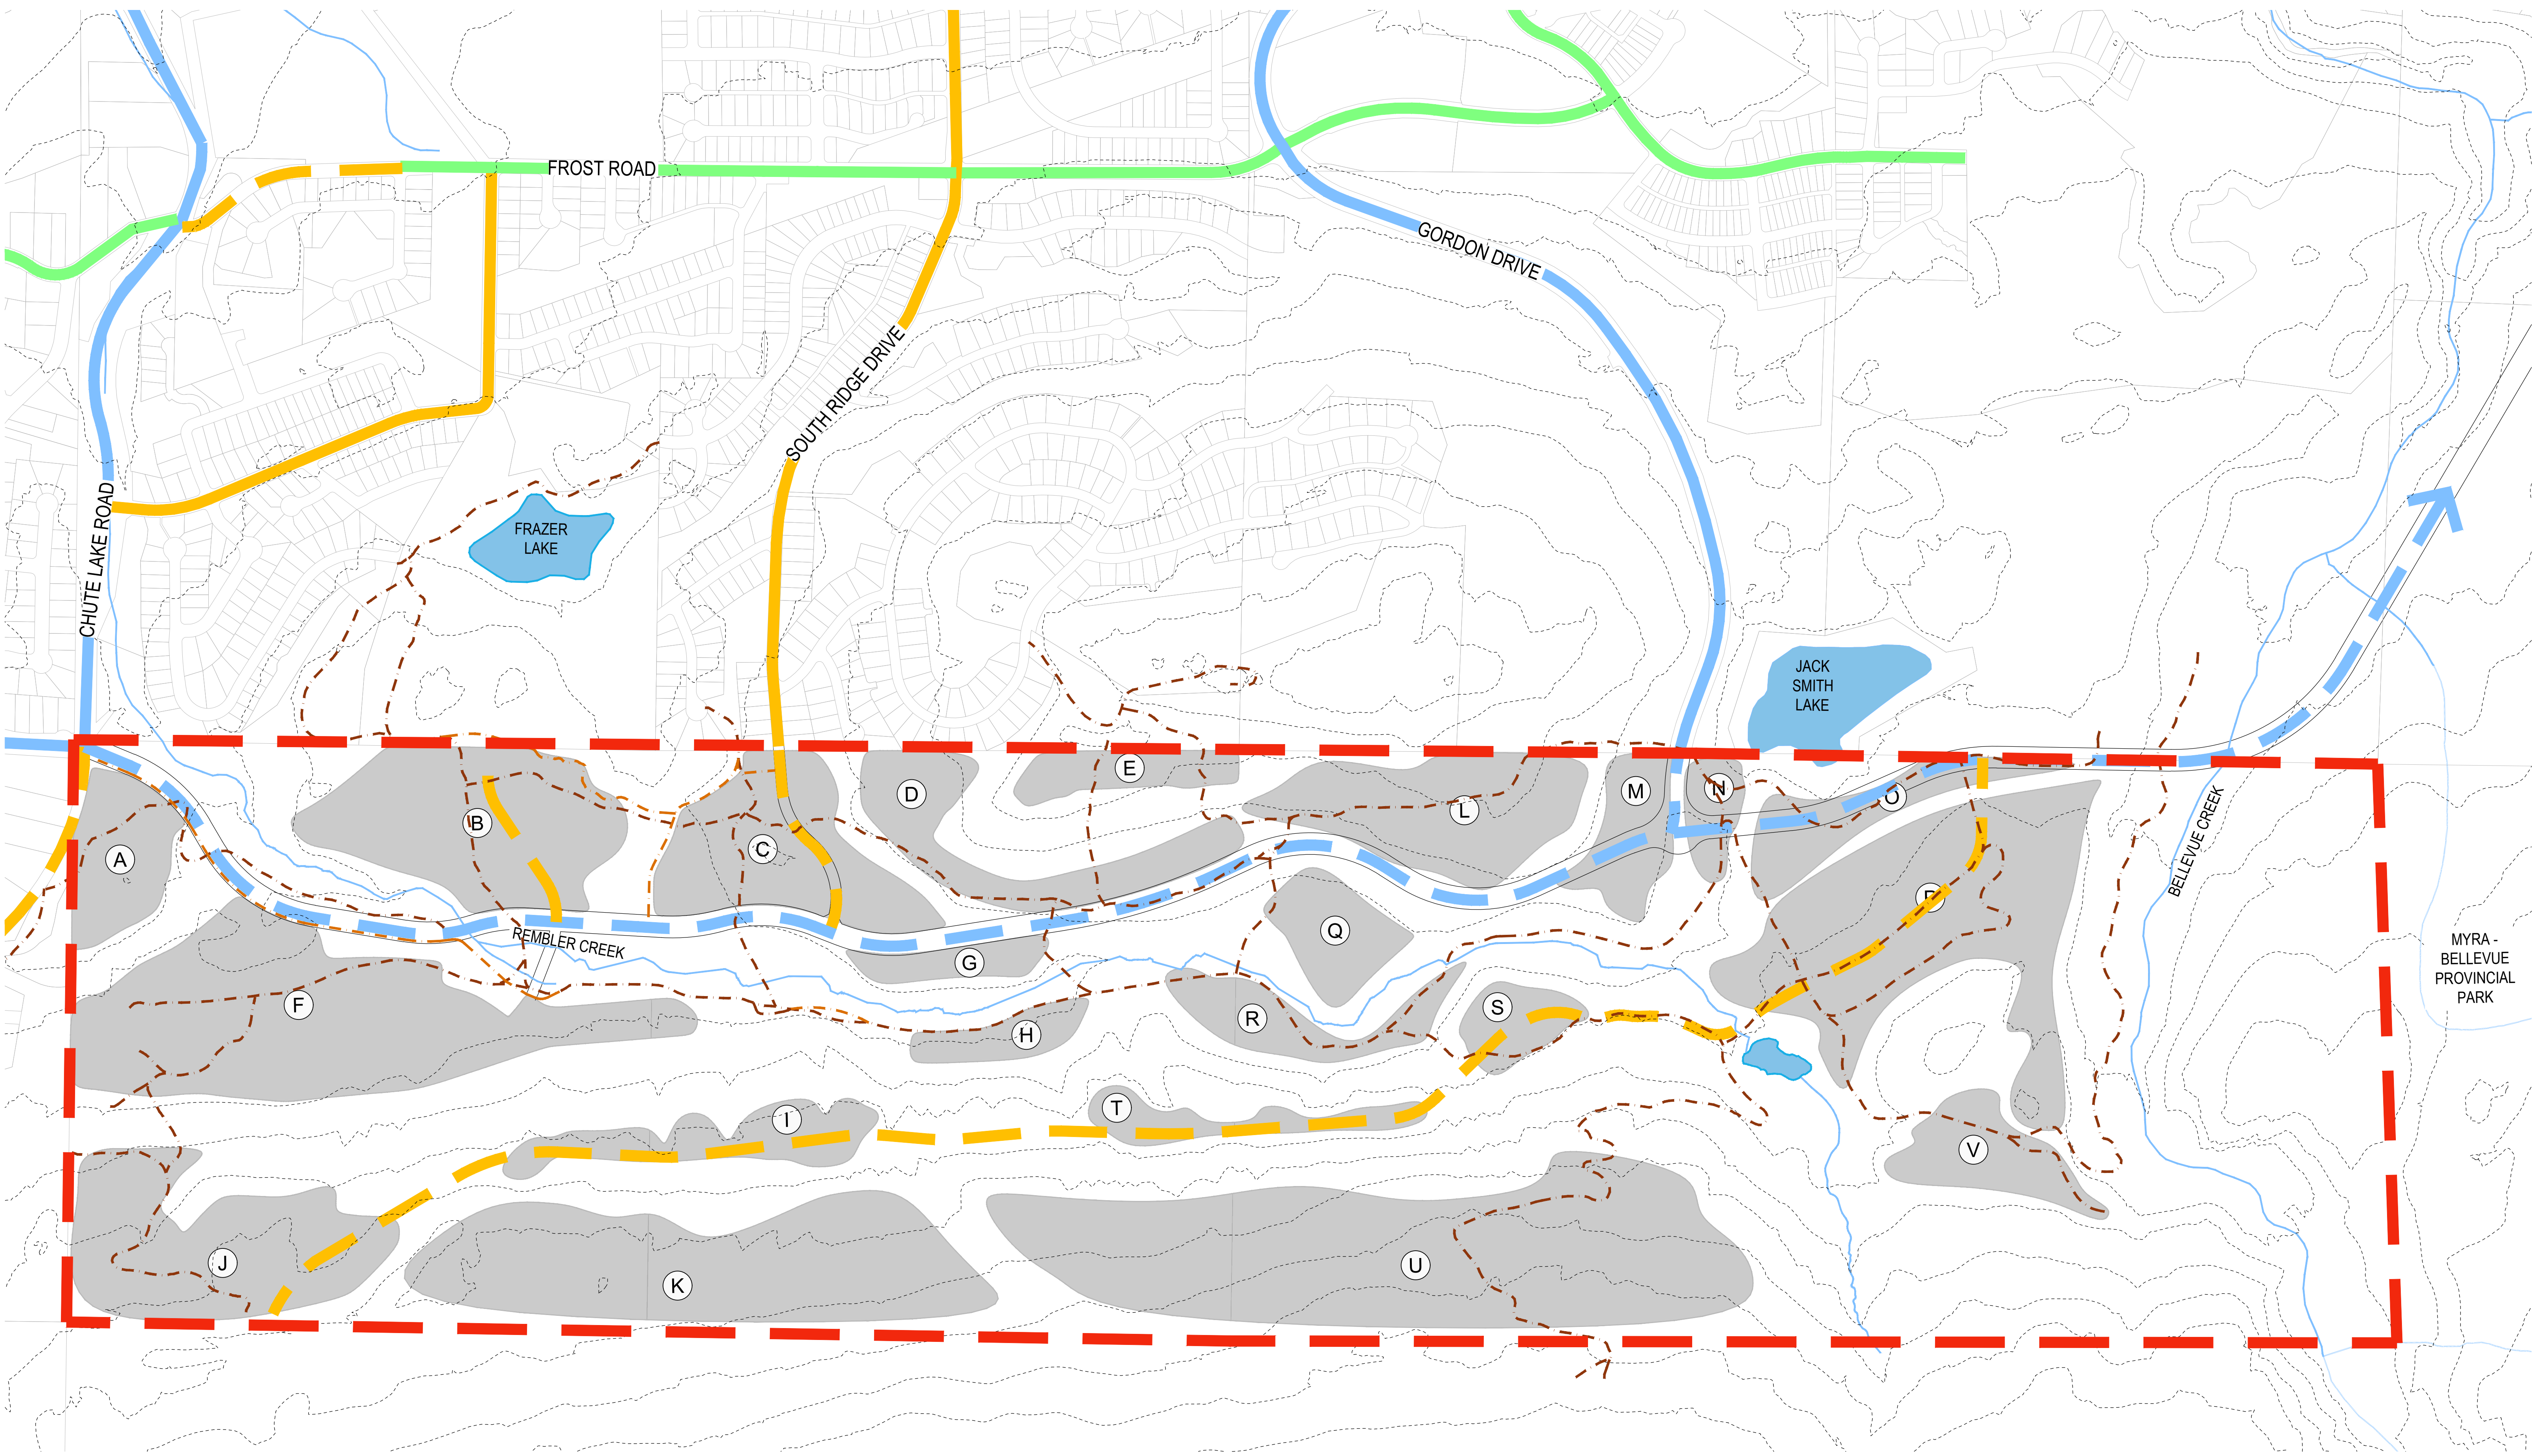 FROST ROAD
GORDON DRIVE
SOUTH RIDGE DRIVE
CHUTE LAKE ROAD
FRAZER
LAKE
JACK
SMITH
LAKE
E
D
M
N
O
L
B
C
A
BELLEVUE CREEK
P
Q
REMBLER CREEK
G
MYRA -
BELLEVUE
PROVINCIAL
PARK
F
S
R
H
T
I
V
J
U
K